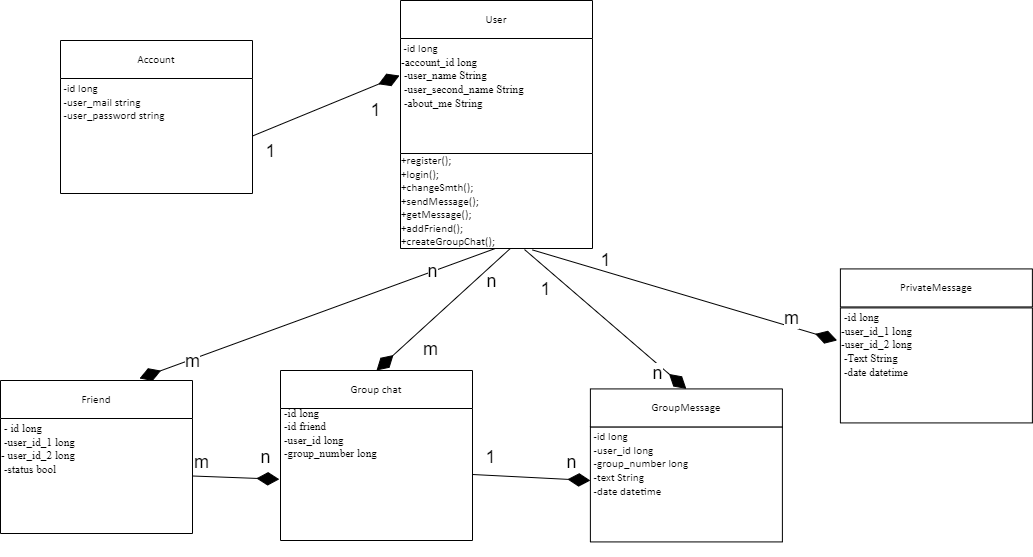 User
-id long
-account_id long
-user_name String
-user_second_name String
-about_me String
+register();
+login();
+changeSmth();
+sendMessage();
+getMessage();
+addFriend();
+createGroupChat();
Account
-id long
-user_mail string
-user_password string
1
1
n
n
1
1
m
m
m
n
PrivateMessage
-id long
-user_id_1 long
-user_id_2 long
-Text String
-date datetime
Friend
- id long
-user_id_1 long
- user_id_2 long
-status bool
m
n
Group chat
-id long
-id friend
-user_id long
-group_number long
1
n
GroupMessage
-id long
-user_id long
-group_number long
-text String
-date datetime